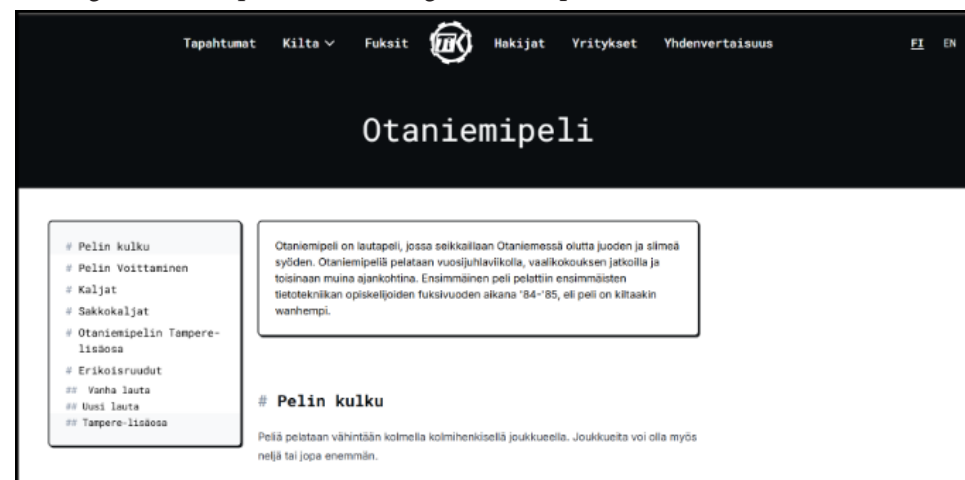 Tapahtumat Kilta Fuksit TiK Hakijat Yritykset Yhdenvertaisuus FI EN
Otaniemipeli
# Pelin kulku
# Pelin Voittaminen
# Kaljat
# Sakkokaljat
# Otaniemipelin Tampere-
lisäosa
# Erikoisruudut
## Vanha lauta
## Uusi lauta
## Tampere-lisäosa
Otaniemipeli on lautapeli, jossa seikkaillaan Otaniemessä olutta juoden ja slimeä
syöden. Otaniemipeliä pelataan vuosijuhlaviikolla, vaalikokouksen jatkoilla ja
toisinaan muina ajankohtina. Ensimmäinen peli pelattiin ensimmäisten
tietotekniikan opiskelijoiden fuksivuoden aikana '84-'85, eli peli on kiltaakin
wanhempi.
# Pelin kulku
Peliä pelataan vähintään kolmella kolmihenkisellä joukkueella. Joukkueita voi olla myös
neljä tai jopa enemmän.